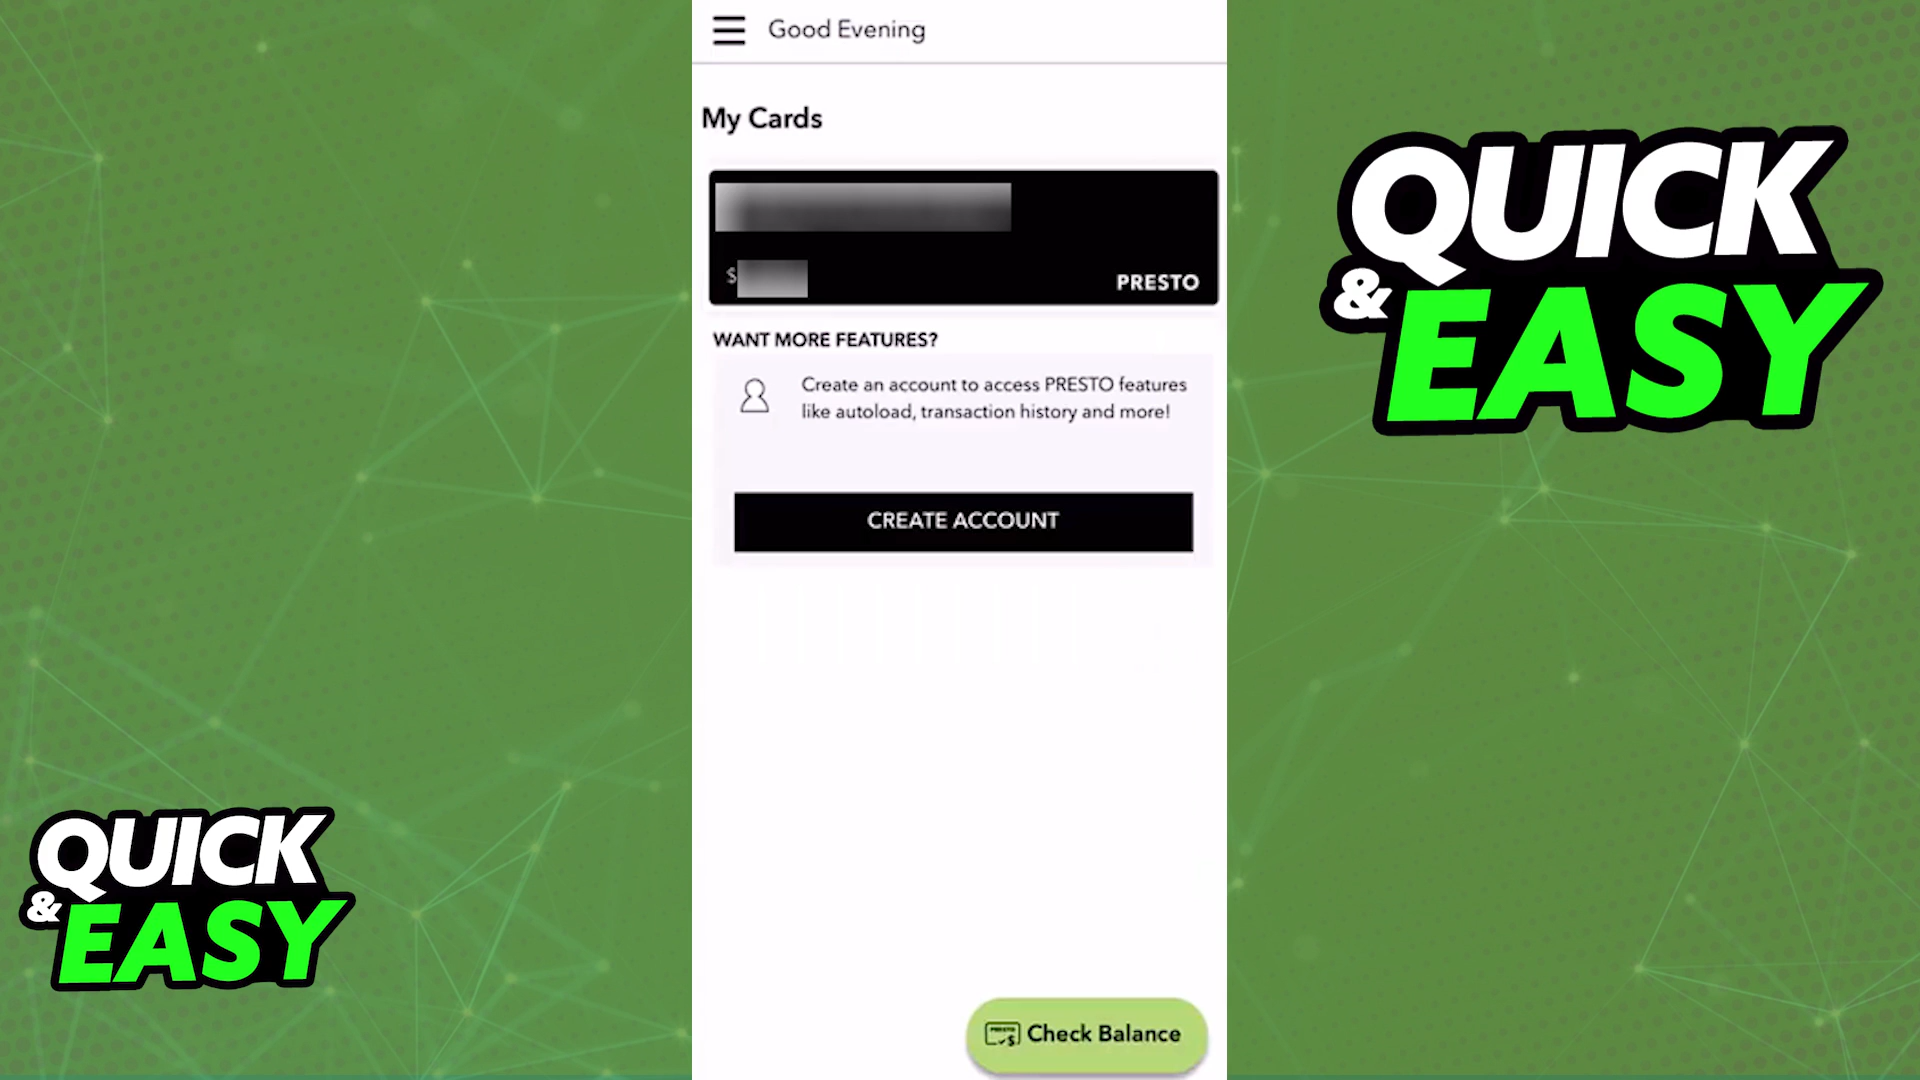 Good Evening
My Cards
$
PRESTO
WANT MORE FEATURES?
Create an account to access PRESTO features
like autoload, transaction history and more!
CREATE ACCOUNT
Check Balance
QUICK
& EASY
QUICK
& EASY